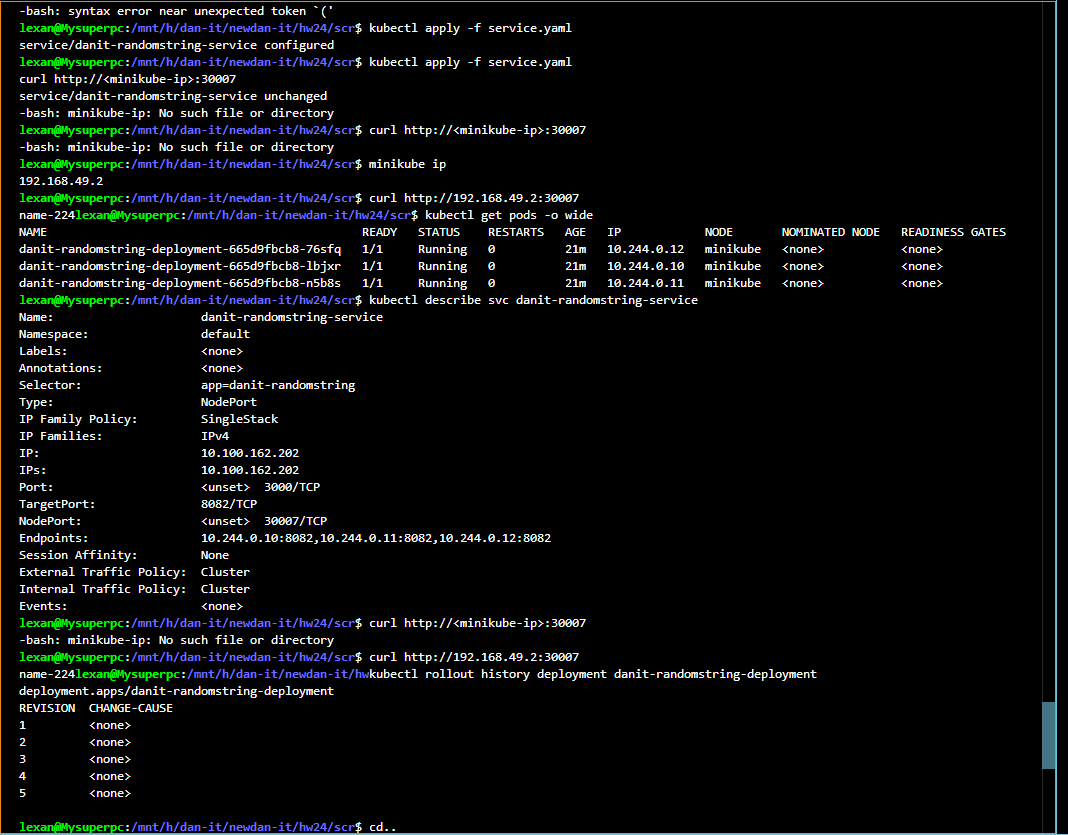 -bash: syntax error near unexpected token `('
lexan@Mysuperpc:/mnt/h/dan-it/newdan-it/hw24/scr$ kubectl apply -f service.yaml
service/danit-randomstring-service configured
lexan@Mysuperpc:/mnt/h/dan-it/newdan-it/hw24/scr$ kubectl apply -f service.yaml
curl http://<minikube-ip>:30007
service/danit-randomstring-service unchanged
-bash: minikube-ip: No such file or directory
lexan@Mysuperpc:/mnt/h/dan-it/newdan-it/hw24/scr$ curl http://<minikube-ip>:30007
-bash: minikube-ip: No such file or directory
lexan@Mysuperpc:/mnt/h/dan-it/newdan-it/hw24/scr$ minikube ip
192.168.49.2
lexan@Mysuperpc:/mnt/h/dan-it/newdan-it/hw24/scr$ curl http://192.168.49.2:30007
name-224lexan@Mysuperpc:/mnt/h/dan-it/newdan-it/hw24/scr$ kubectl get pods -o wide
NAME READY STATUS RESTARTS AGE IP NODE NOMINATED NODE READINESS GATES
danit-randomstring-deployment-665d9fbcb8-76sfq 1/1 Running 0 21m 10.244.0.12 minikube <none> <none>
danit-randomstring-deployment-665d9fbcb8-lbjxr 1/1 Running 0 21m 10.244.0.10 minikube <none> <none>
danit-randomstring-deployment-665d9fbcb8-n5b8s 1/1 Running 0 21m 10.244.0.11 minikube <none> <none>
lexan@Mysuperpc:/mnt/h/dan-it/newdan-it/hw24/scr$ kubectl describe svc danit-randomstring-service
Name: danit-randomstring-service
Namespace: default
Labels: <none>
Annotations: <none>
Selector: app=danit-randomstring
Type: NodePort
IP Family Policy: SingleStack
IP Families: IPv4
IP: 10.100.162.202
IPs: 10.100.162.202
Port: <unset> 3000/TCP
TargetPort: 8082/TCP
NodePort: <unset> 30007/TCP
Endpoints: 10.244.0.10:8082,10.244.0.11:8082,10.244.0.12:8082
Session Affinity: None
External Traffic Policy: Cluster
Internal Traffic Policy: Cluster
Events: <none>
lexan@Mysuperpc:/mnt/h/dan-it/newdan-it/hw24/scr$ curl http://<minikube-ip>:30007
-bash: minikube-ip: No such file or directory
lexan@Mysuperpc:/mnt/h/dan-it/newdan-it/hw24/scr$ curl http://192.168.49.2:30007
name-224lexan@Mysuperpc:/mnt/h/dan-it/newdan-it/hwkubectl rollout history deployment danit-randomstring-deployment
deployment.apps/danit-randomstring-deployment
REVISION CHANGE-CAUSE
1 <none>
2 <none>
3 <none>
4 <none>
5 <none>
lexan@Mysuperpc:/mnt/h/dan-it/newdan-it/hw24/scr$ cd..